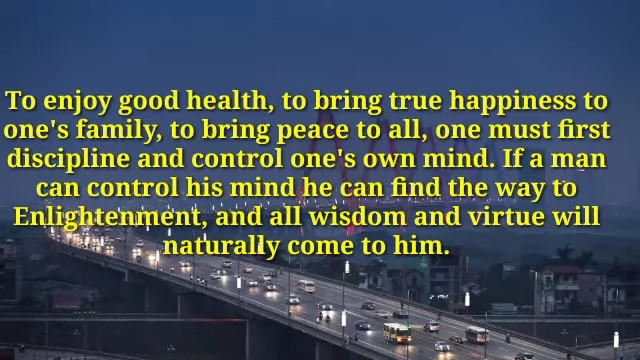 To enjoy good health, to bring true happiness to
one's family, to bring peace to all, one must first
discipline and control one's own mind. If a man
can control his mind he can find the way to
Enlightenment, and all wisdom and virtue will
naturally come to him.